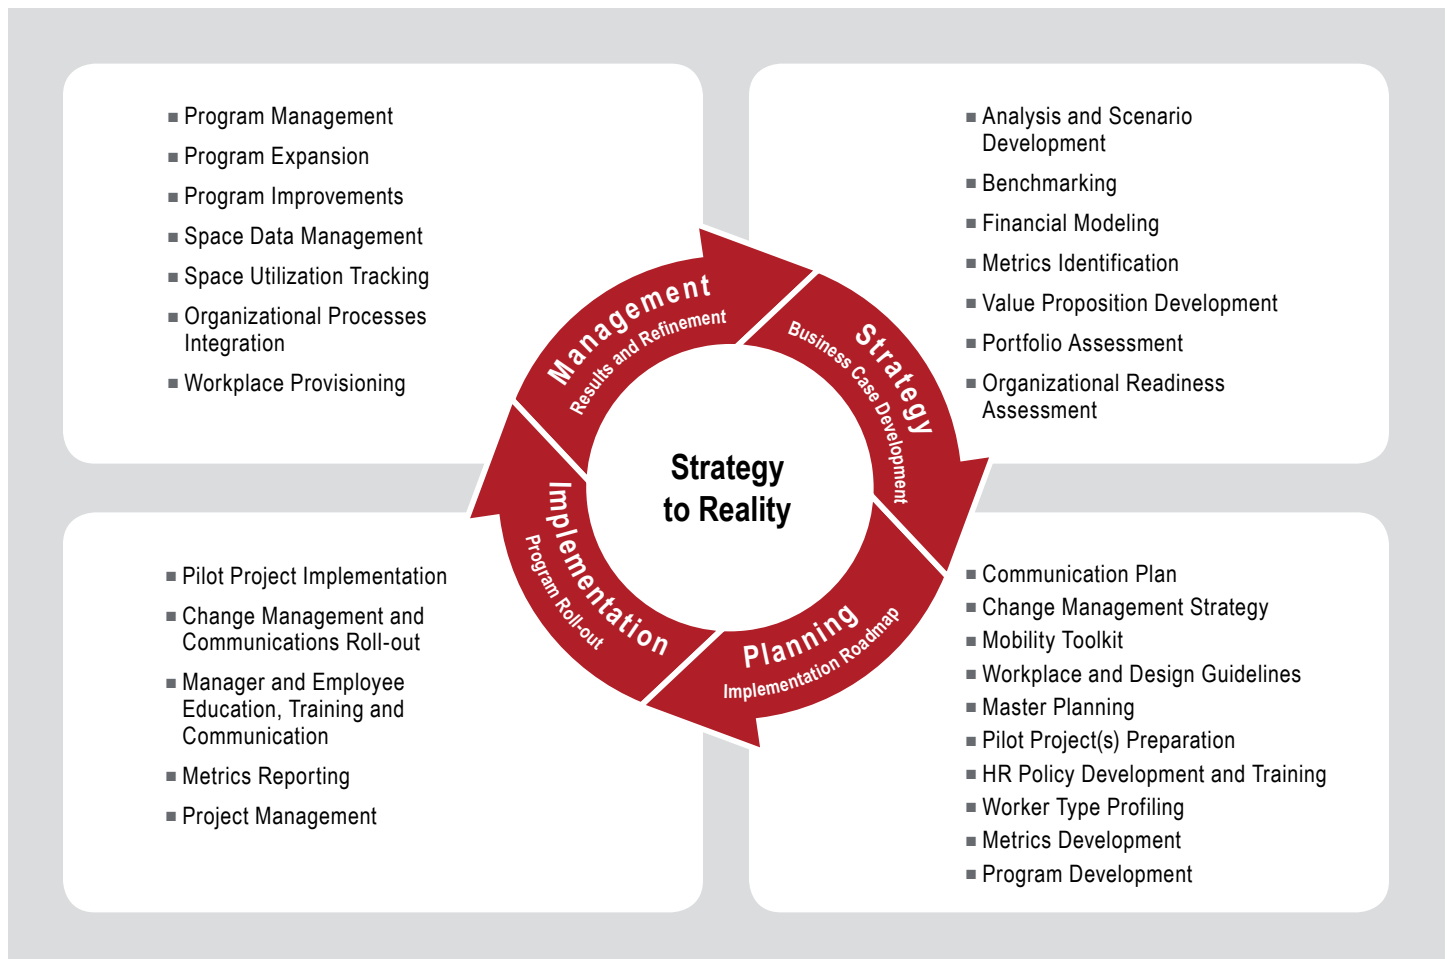 Program Management
Program Expansion
Program Improvements
Space Data Management
Space Utilization Tracking
Organizational Processes
Integration
Workplace Provisioning
Analysis and Scenario
Development
Benchmarking
Financial Modeling
Metrics Identification
Value Proposition Development
Portfolio Assessment
Organizational Readiness
Assessment
Management
Results and Refinement
Strategy
Business Case Development
Strategy
to Reality
Implementation
Program Roll-out
Planning
Implementation Roadmap
Pilot Project Implementation
Change Management and
Communications Roll-out
Manager and Employee
Education, Training and
Communication
Metrics Reporting
Project Management
Communication Plan
Change Management Strategy
Mobility Toolkit
Workplace and Design Guidelines
Master Planning
Pilot Project(s) Preparation
HR Policy Development and Training
Worker Type Profiling
Metrics Development
Program Development